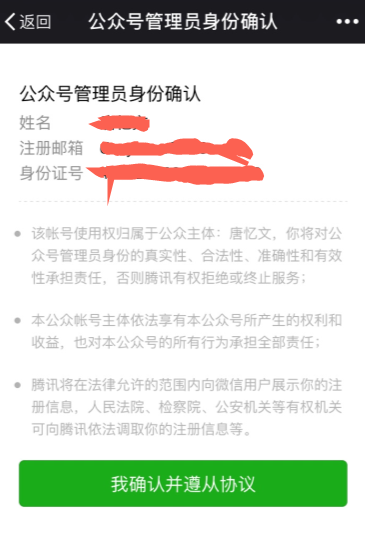 返回
公众号管理员身份确认
公众号管理员身份确认
姓名
注册邮箱
身份证号
该帐号使用权归属于公众主体：唐忆文，你将对公
众号管理员身份的真实性、合法性、准确性和有效
性承担责任，否则腾讯有权拒绝或终止服务；
本公众帐号主体依法享有本公众号所产生的权利和
收益，也对本公众号的所有行为承担全部责任；
腾讯将在法律允许的范围内向微信用户展示你的注
册信息，人民法院、检察院、公安机关等有权机关
可向腾讯依法调取你的注册信息等。
我确认并遵从协议